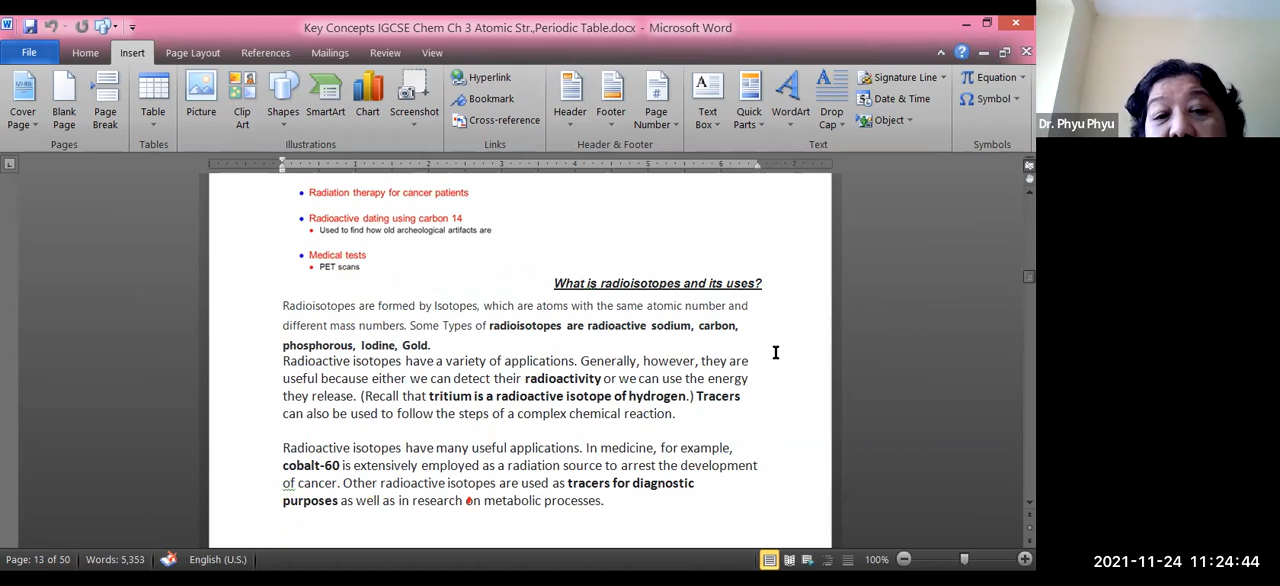 Key Concepts IGCSE Chem Ch 3 Atomic Str.,Periodic Table.docx - Microsoft Word
File Home Insert Page Layout References Mailings Review View
Cover Page
Blank Page
Page Break
Pages
Table
Tables
Picture
Clip Art
Shapes
SmartArt
Chart
Screenshot
Illustrations
Hyperlink
Bookmark
Cross-reference
Links
Header
Footer
Page Number
Header & Footer
Text Box
Quick Parts
WordArt
Drop Cap
Signature Line
Date & Time
Object
Text
Equation
Symbol
Symbols
Dr. Phyu Phyu
1 2 3 4 5 6 7
Radiation therapy for cancer patients
Radioactive dating using carbon 14
Used to find how old archeological artifacts are
Medical tests
PET scans
What is radioisotopes and its uses?
Radioisotopes are formed by Isotopes, which are atoms with the same atomic number and
different mass numbers. Some Types of radioisotopes are radioactive sodium, carbon,
phosphorous, Iodine, Gold.
Radioactive isotopes have a variety of applications. Generally, however, they are
useful because either we can detect their radioactivity or we can use the energy
they release. (Recall that tritium is a radioactive isotope of hydrogen.) Tracers
can also be used to follow the steps of a complex chemical reaction.
Radioactive isotopes have many useful applications. In medicine, for example,
cobalt-60 is extensively employed as a radiation source to arrest the development
of cancer. Other radioactive isotopes are used as tracers for diagnostic
purposes as well as in research on metabolic processes.
Page: 13 of 50 Words: 5,353 English (U.S.) 100%
2021-11-24 11:24:44